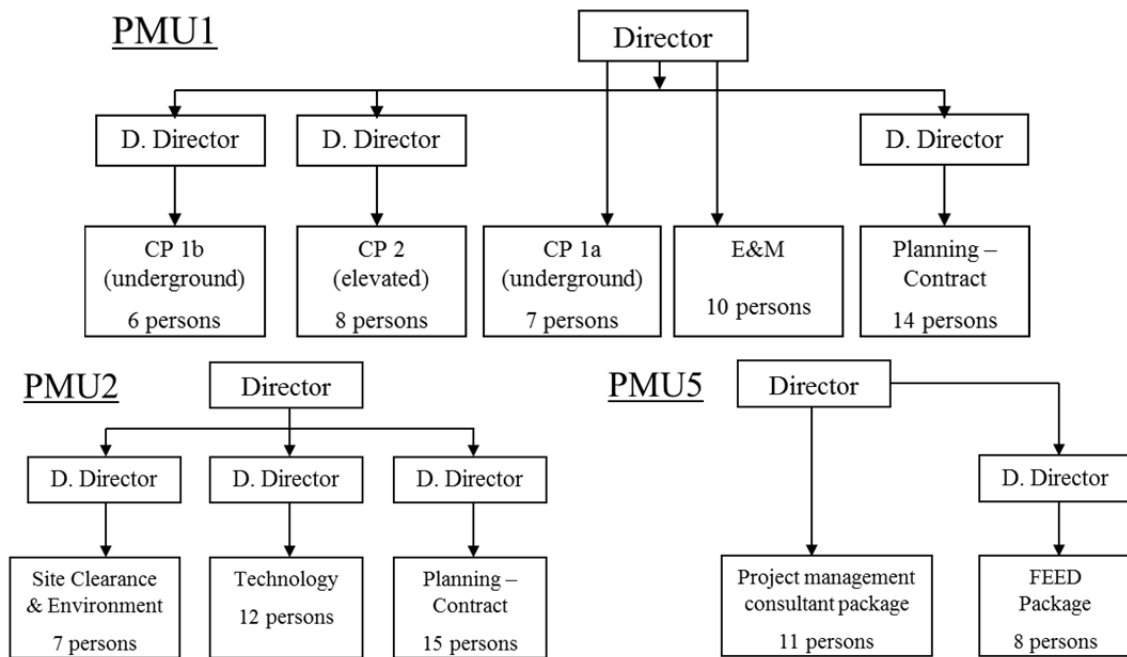 PMU1
Director
D. Director
D. Director
D. Director
CP 1b
(underground)
6 persons
CP 2
(elevated)
8 persons
CP 1a
(underground)
7 persons
E&M
10 persons
Planning –
Contract
14 persons
PMU2
Director
D. Director
D. Director
D. Director
Site Clearance
& Environment
7 persons
Technology
12 persons
Planning –
Contract
15 persons
PMU5
Director
D. Director
Project management
consultant package
11 persons
FEED
Package
8 persons